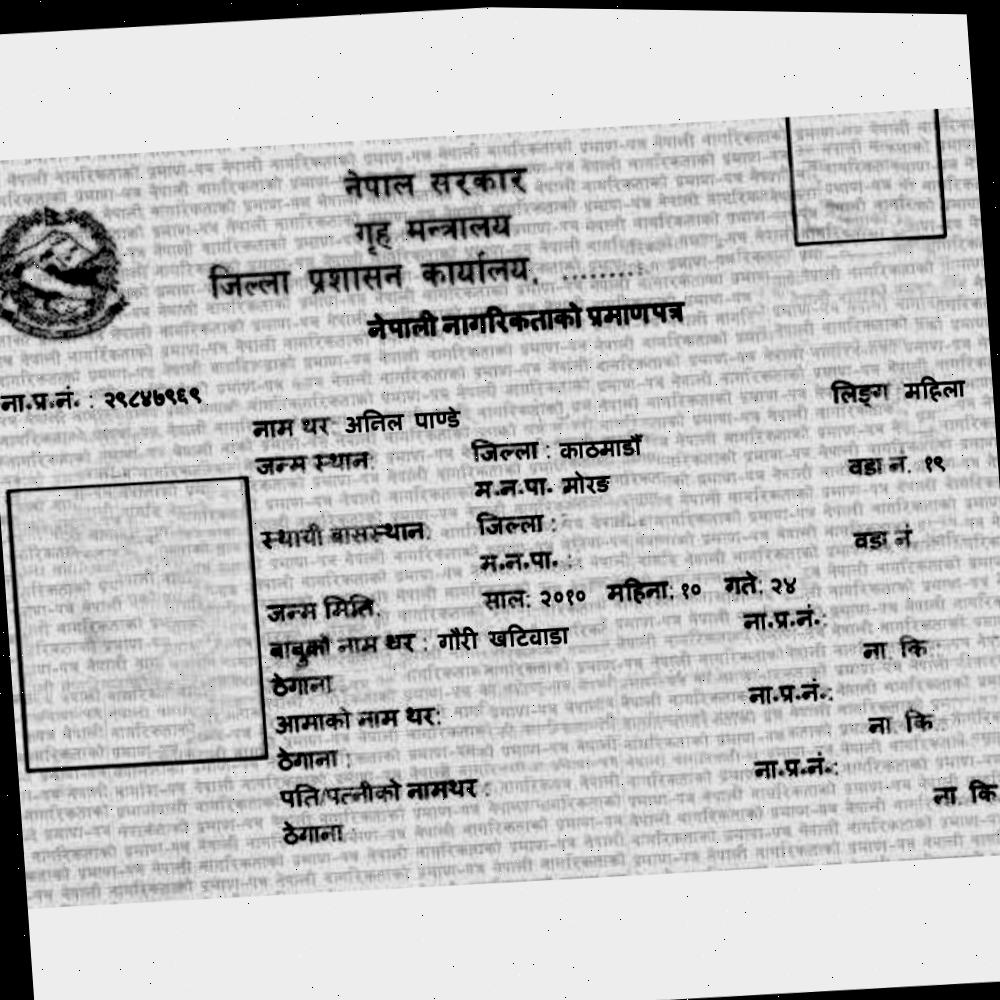 नेपाल सरकार
गृह मन्त्रालय
जिल्ला प्रशासन कार्यालय, ........
नेपाली नागरिकताको प्रमाणपत्र
ना.प्र.नं. : २९८४७९६९ लिङ्ग महिला
नाम थर अनिल पाण्डे
जन्म स्थान: जिल्ला : काठमाडौँ वडा नं. १९
म.न.पा. मोरङ
स्थायी बासस्थान: जिल्ला : वडा नं
म.न.पा. :
जन्म मिति: साल: २०१० महिना: १० गते: २४
बाबुको नाम थर : गौरी खटिवाडा ना.प्र.नं.:
ठेगाना ना. कि :
आमाको नाम थर: ना.प्र.नं.:
ठेगाना : ना. कि :
पति/पत्नीको नामथर : ना.प्र.नं.:
ठेगाना : ना. कि